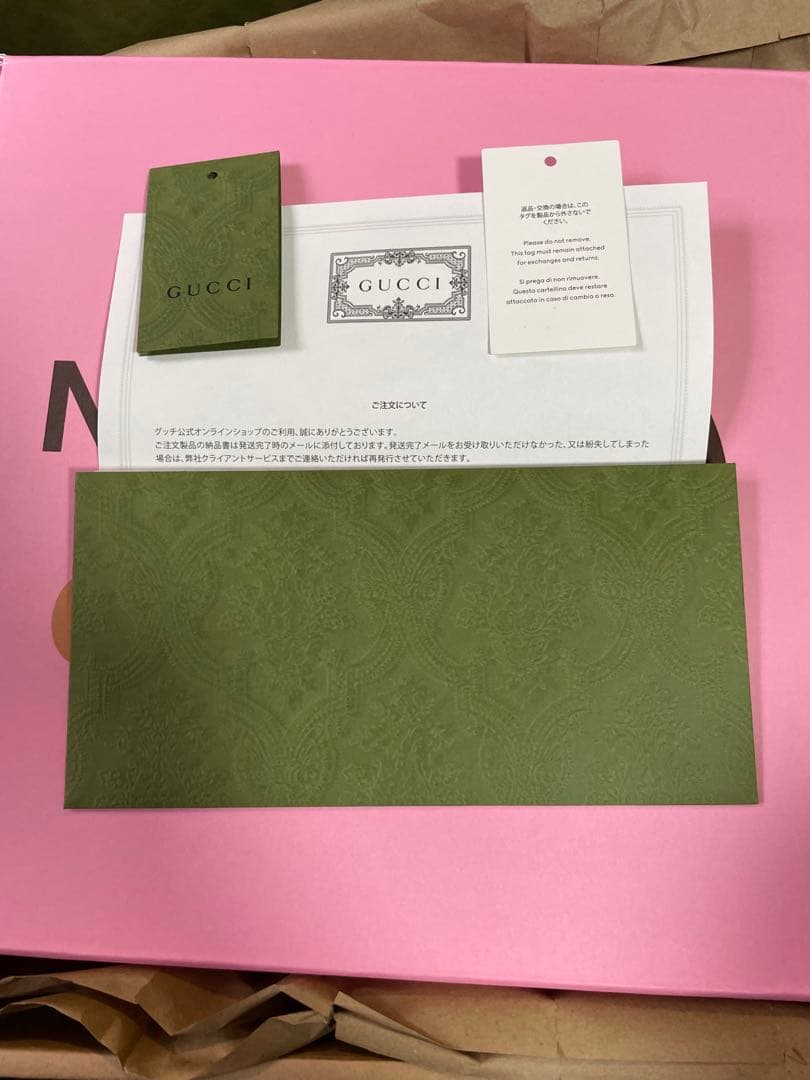 GUCCI
GUCCI
返品・交換の場合は、この
タグを製品から外さないで
ください。
Please do not remove.
This tag must remain attached
for exchanges and returns.
Si prega di non rimuovere.
Questo cartellino deve restare
attaccato in caso di cambio o reso.
ご注文について
グッチ公式オンラインショップのご利用、誠にありがとうございます。
ご注文製品の納品書は発送完了時のメールに添付しております。発送完了メールをお受け取りいただけなかった、又は紛失してしまった
場合は、弊社クライアントサービスまでご連絡いただければ再発行させていただきます。